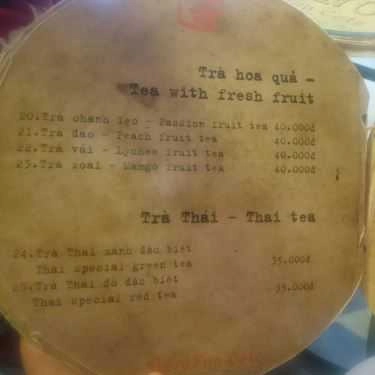 Trà hoa quả -
Tea with fresh fruit
20.Trà chanh leo - Passion fruit tea 40.000đ
21.Trà đào - Peach fruit tea 40.000đ
22.Trà vải - Lychee fruit tea 40.000đ
23.Trà xoài - Mango fruit tea 40.000đ
Trà Thái - Thai tea
24.Trà Thái xanh đặc biệt
Thai special green tea 35.000đ
25.Trà Thái đỏ đặc biệt
Thai special red tea 35.000đ